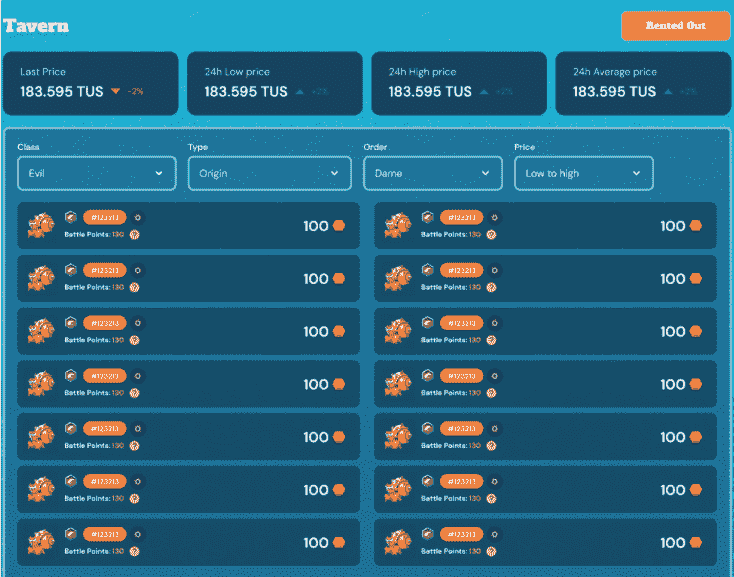 Tavern
Rented Out
Last Price
24h Low price
24h High price
24h Average price
183.595 TUS -2%
183.595 TUS +2%
183.595 TUS +2%
183.595 TUS +2%
Class
Type
Order
Price
Evil
Origin
Dame
Low to high
#123213
Battle Points: 130
100
#123213
Battle Points: 130
100
#123213
Battle Points: 130
100
#123213
Battle Points: 130
100
#123213
Battle Points: 130
100
#123213
Battle Points: 130
100
#123213
Battle Points: 130
100
#123213
Battle Points: 130
100
#123213
Battle Points: 130
100
#123213
Battle Points: 130
100
#123213
Battle Points: 130
100
#123213
Battle Points: 130
100
#123213
Battle Points: 130
100
#123213
Battle Points: 130
100